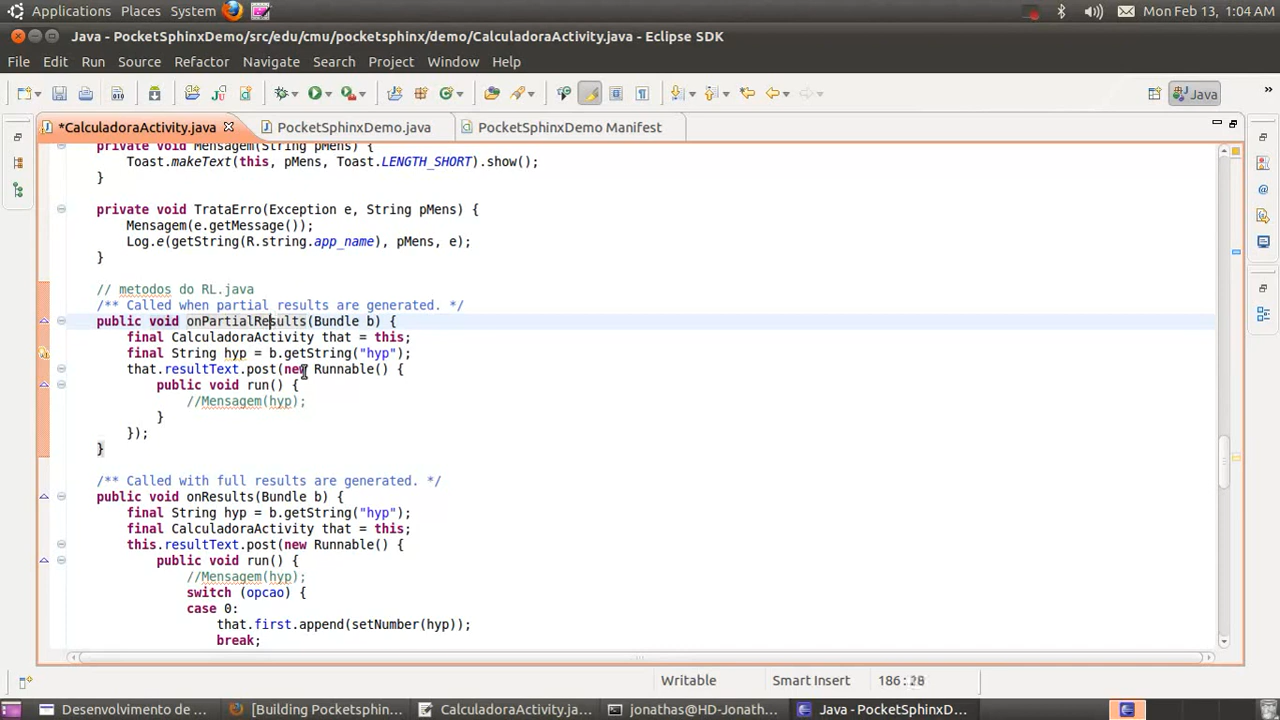 Applications Places System Mon Feb 13, 1:04 AM
Java - PocketSphinxDemo/src/edu/cmu/pocketsphinx/demo/CalculadoraActivity.java - Eclipse SDK
File Edit Run Source Refactor Navigate Search Project Window Help
Java »
*CalculadoraActivity.java PocketSphinxDemo.java PocketSphinxDemo Manifest
private void Mensagem(String pMens) {
Toast.makeText(this, pMens, Toast.LENGTH_SHORT).show();
}
private void TrataErro(Exception e, String pMens) {
Mensagem(e.getMessage());
Log.e(getString(R.string.app_name), pMens, e);
}
// metodos do RL.java
/** Called when partial results are generated. */
public void onPartialResults(Bundle b) {
final CalculadoraActivity that = this;
final String hyp = b.getString("hyp");
that.resultText.post(new Runnable() {
public void run() {
//Mensagem(hyp);
}
});
}
/** Called with full results are generated. */
public void onResults(Bundle b) {
final String hyp = b.getString("hyp");
final CalculadoraActivity that = this;
this.resultText.post(new Runnable() {
public void run() {
//Mensagem(hyp);
switch (opcao) {
case 0:
that.first.append(setNumber(hyp));
break;
Writable Smart Insert 186:28
Desenvolvimento de ... [Building Pocketsphin... CalculadoraActivity.ja... jonathas@HD-Jonath... Java - PocketSphinxD...